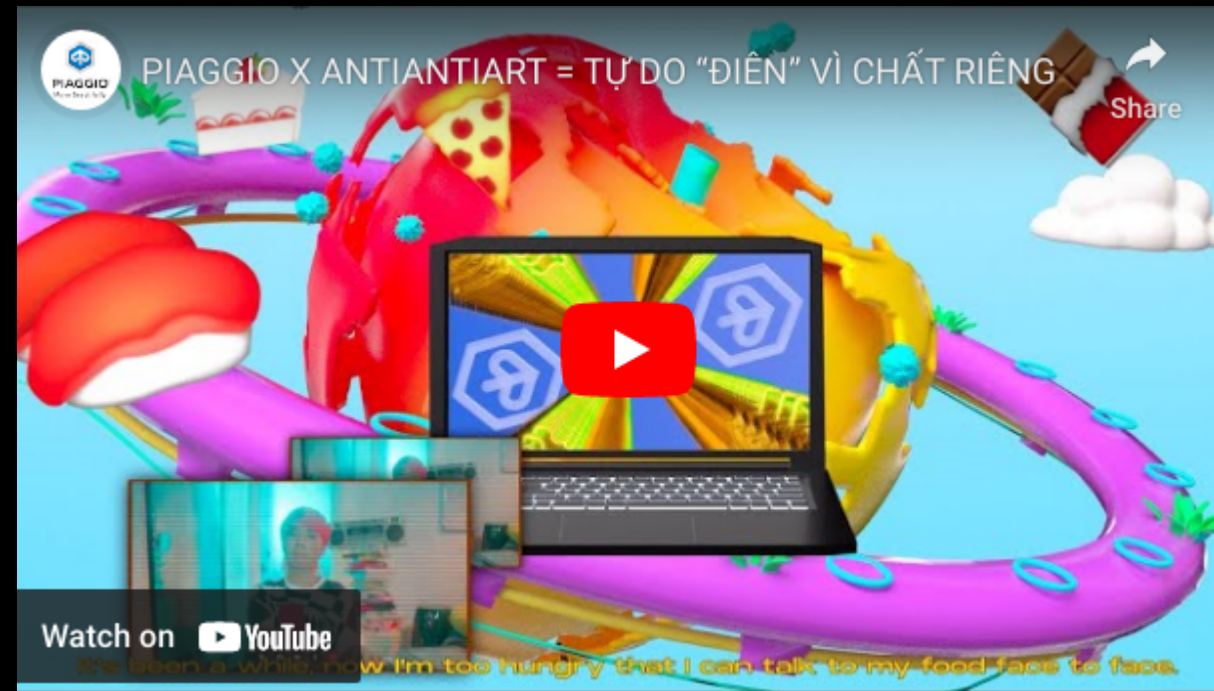 PIAGGIO
PIAGGIO X ANTIANTIART = TỰ DO “ĐIÊN” VÌ CHẤT RIÊNG
Share
Watch on YouTube
It's been a while, now I'm too hungry that I can talk to my food face to face.